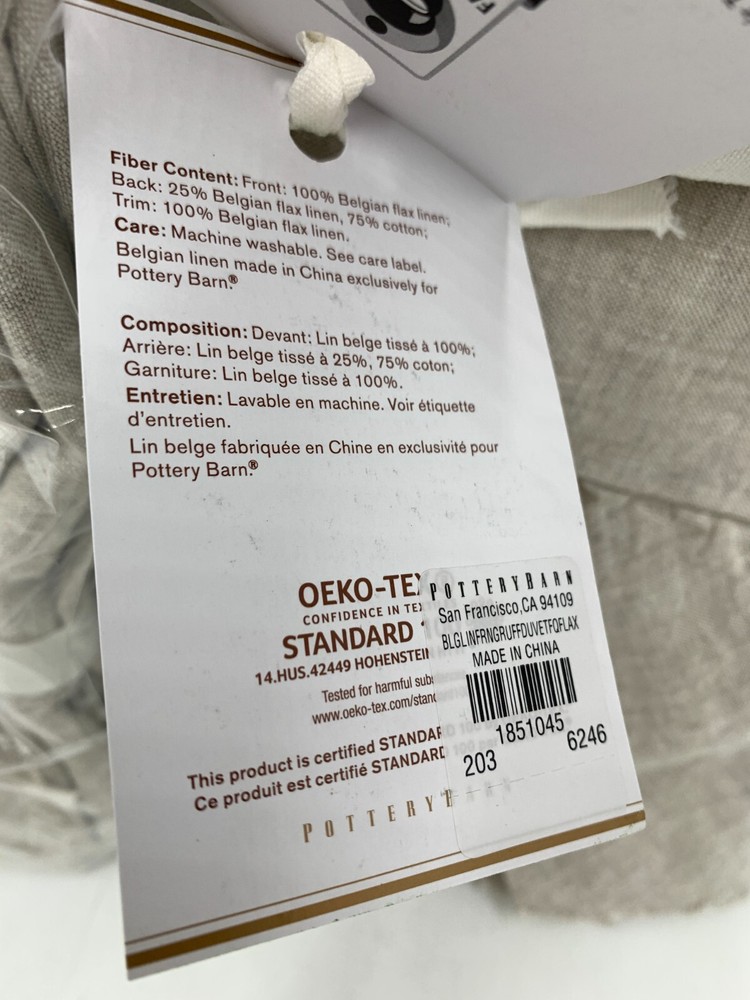 Fiber Content: Front: 100% Belgian flax linen;
Back: 25% Belgian flax linen, 75% cotton;
Trim: 100% Belgian flax linen.
Care: Machine washable. See care label.
Belgian linen made in China exclusively for
Pottery Barn.®
Composition: Devant: Lin belge tissé à 100%;
Arrière: Lin belge tissé à 25%, 75% coton;
Garniture: Lin belge tissé à 100%.
Entretien: Lavable en machine. Voir étiquette
d'entretien.
Lin belge fabriquée en Chine en exclusivité pour
Pottery Barn.®
OEKO-TEX
CONFIDENCE IN TEX
STANDARD
14.HUS.42449 HOHENSTEIN
Tested for harmful
www.oeko-tex.com/stand
This product is certified STANDARD 100
Ce produit est certifié STANDARD 100 par
POTTERY B
POTTERYBARN
San Francisco,CA 94109
BLGLINFRNGRUFFDUVETFQFLAX
MADE IN CHINA
1851045
203 6246